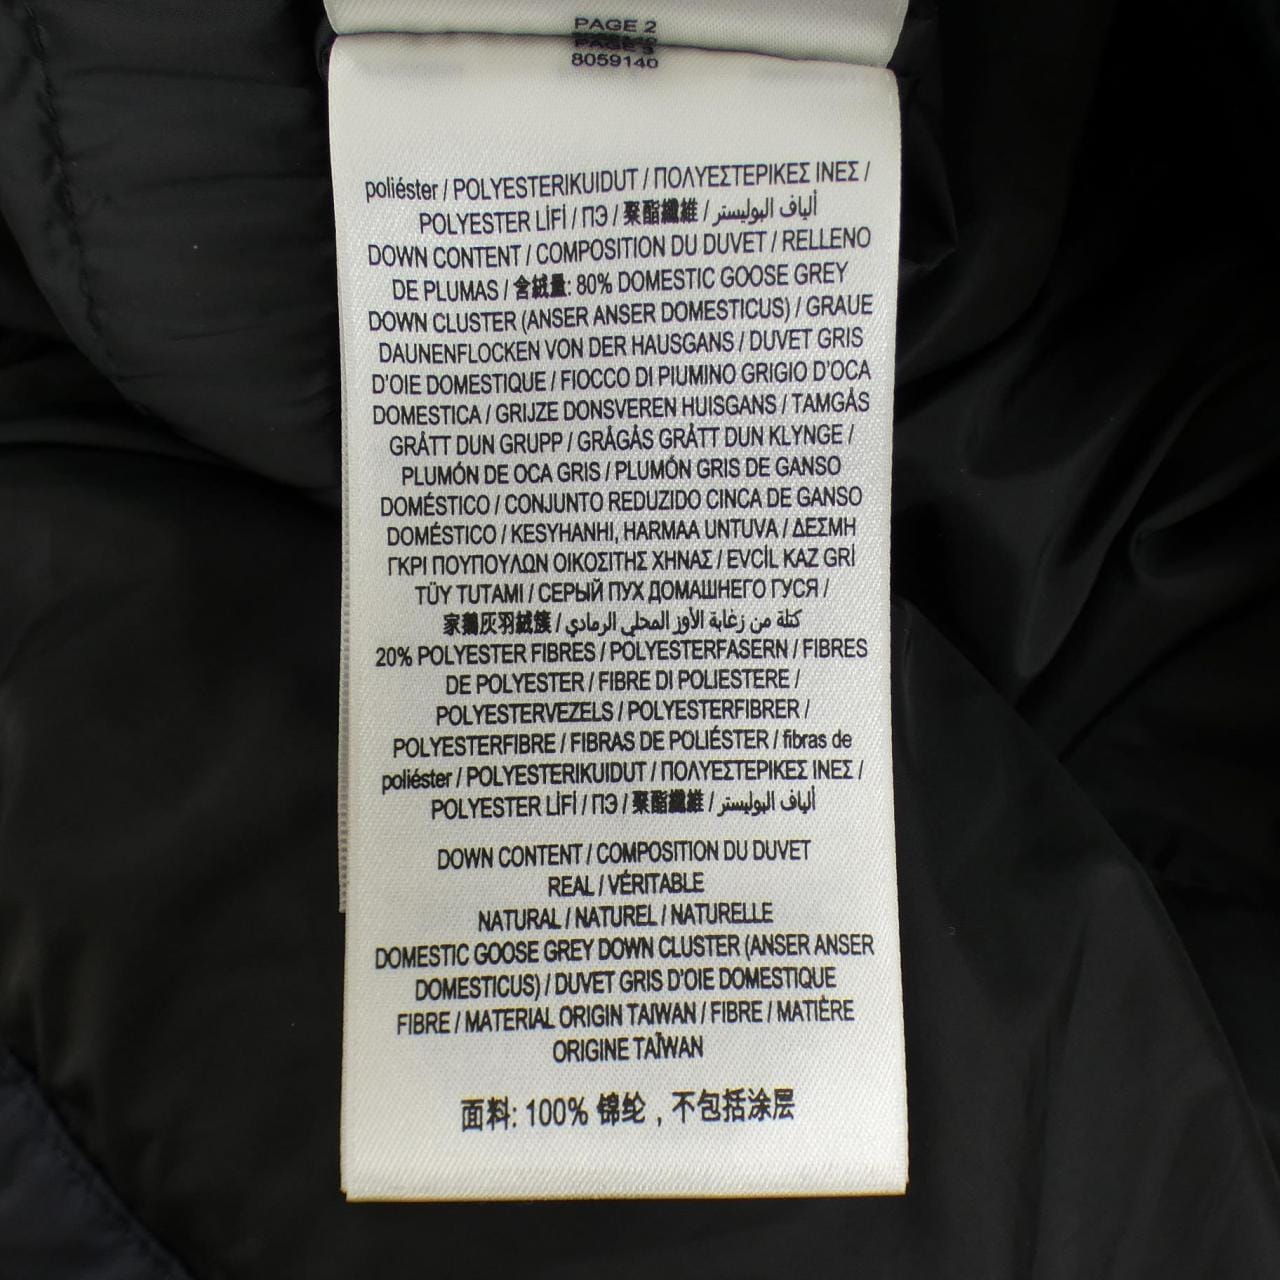 PAGE 2
PAGE 3
8059140
poliéster / POLYESTERIKUIDUT / ΠΟΛΥΕΣΤΕΡΙΚΕΣ ΙΝΕΣ /
POLYESTER LİFİ / ПЭ / 聚酯纖維 / ألياف البوليستر
DOWN CONTENT / COMPOSITION DU DUVET / RELLENO
DE PLUMAS / 含絨量: 80% DOMESTIC GOOSE GREY
DOWN CLUSTER (ANSER ANSER DOMESTICUS) / GRAUE
DAUNENFLOCKEN VON DER HAUSGANS / DUVET GRIS
D'OIE DOMESTIQUE / FIOCCO DI PIUMINO GRIGIO D'OCA
DOMESTICA / GRIJZE DONSVEREN HUISGANS / TAMGÅS
GRÅTT DUN GRUPP / GRÅGÅS GRÅTT DUN KLYNGE /
PLUMÓN DE OCA GRIS / PLUMÓN GRIS DE GANSO
DOMÉSTICO / CONJUNTO REDUZIDO CINCA DE GANSO
DOMÉSTICO / KESYHANHI, HARMAA UNTUVA / ΔΕΣΜΗ
ΓΚΡΙ ΠΟΥΠΟΥΛΩΝ ΟΙΚΟΣΙΤΗΣ ΧΗΝΑΣ / EVCİL KAZ GRİ
TÜY TUTAMI / СЕРЫЙ ПУХ ДОМАШНЕГО ГУСЯ /
家鵝灰羽絨簇 / كتلة من زغابة الأوز المحلي الرمادي
20% POLYESTER FIBRES / POLYESTERFASERN / FIBRES
DE POLYESTER / FIBRE DI POLIESTERE /
POLYESTERVEZELS / POLYESTERFIBRER /
POLYESTERFIBRE / FIBRAS DE POLIÉSTER / fibras de
poliéster / POLYESTERIKUIDUT / ΠΟΛΥΕΣΤΕΡΙΚΕΣ ΙΝΕΣ /
POLYESTER LİFİ / ПЭ / 聚酯纖維 / ألياف البوليستر
DOWN CONTENT / COMPOSITION DU DUVET
REAL / VÉRITABLE
NATURAL / NATUREL / NATURELLE
DOMESTIC GOOSE GREY DOWN CLUSTER (ANSER ANSER
DOMESTICUS) / DUVET GRIS D'OIE DOMESTIQUE
FIBRE / MATERIAL ORIGIN TAIWAN / FIBRE / MATIÈRE
ORIGINE TAÏWAN
面料: 100% 锦纶 , 不包括涂层